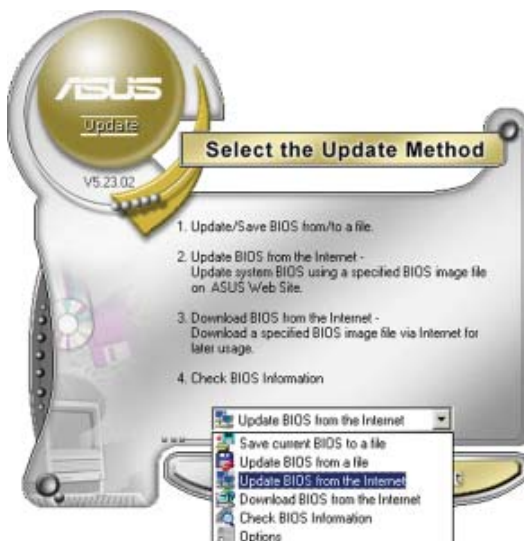 ASUS
Update
V5.23.02
Select the Update Method
1. Update/Save BIOS from/to a file.
2. Update BIOS from the Internet -
Update system BIOS using a specified BIOS image file
on ASUS Web Site.
3. Download BIOS from the Internet -
Download a specified BIOS image file via Internet for
later usage.
4. Check BIOS Information
Update BIOS from the Internet
Save current BIOS to a file
Update BIOS from a file
Update BIOS from the Internet
Download BIOS from the Internet
Check BIOS Information
Options